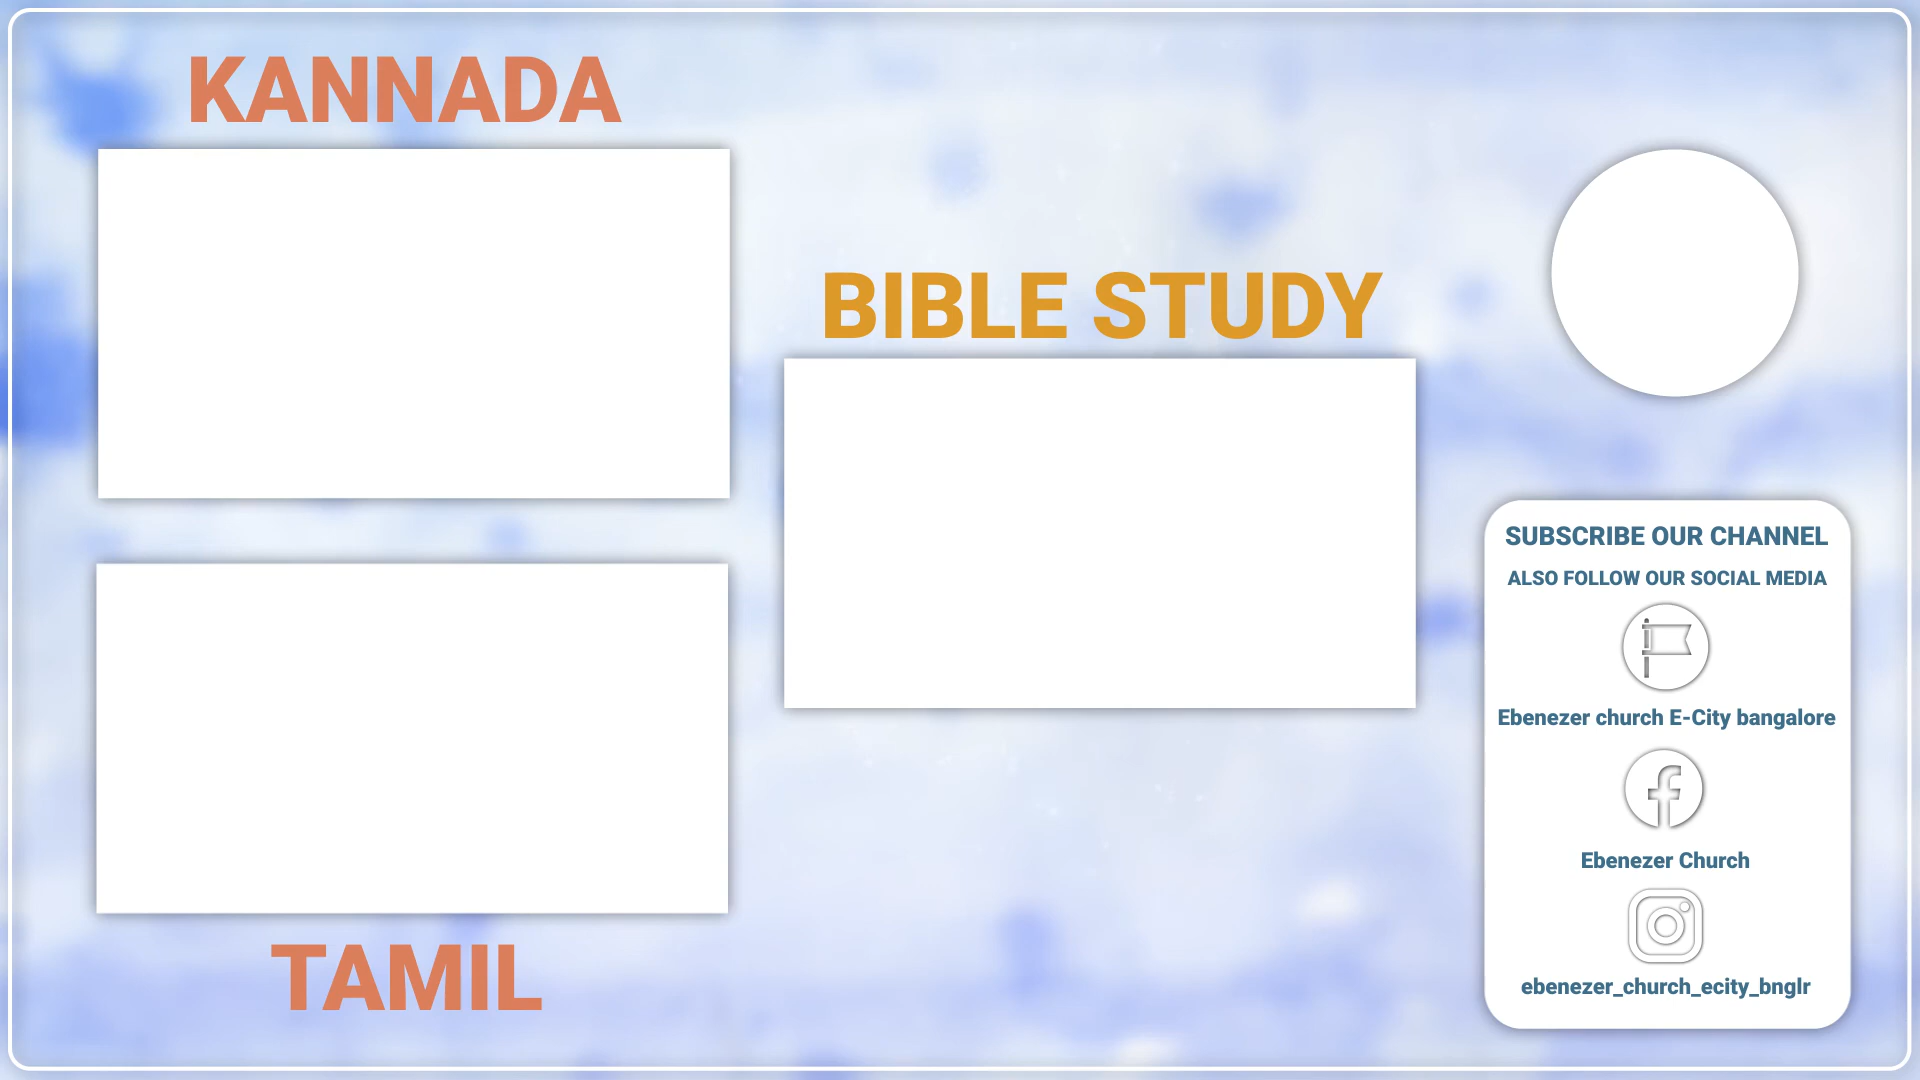 KANNADA
BIBLE STUDY
TAMIL
SUBSCRIBE OUR CHANNEL
ALSO FOLLOW OUR SOCIAL MEDIA
Ebenezer church E-City bangalore
Ebenezer Church
ebenezer_church_ecity_bnglr